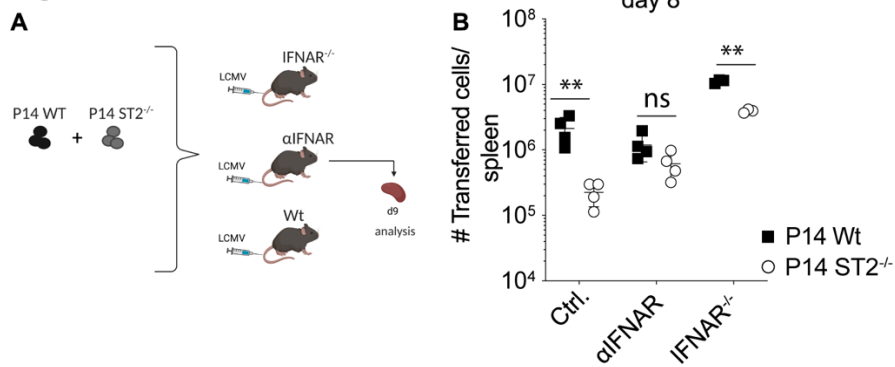 A
P14 WT
+
P14 ST2-/-
LCMV
IFNAR-/-
LCMV
αIFNAR
LCMV
Wt
d9
analysis
B
day 8
# Transferred cells/
spleen
10^8
10^7
10^6
10^5
10^4
**
ns
**
Ctrl.
αIFNAR
IFNAR-/-
P14 Wt
P14 ST2-/-